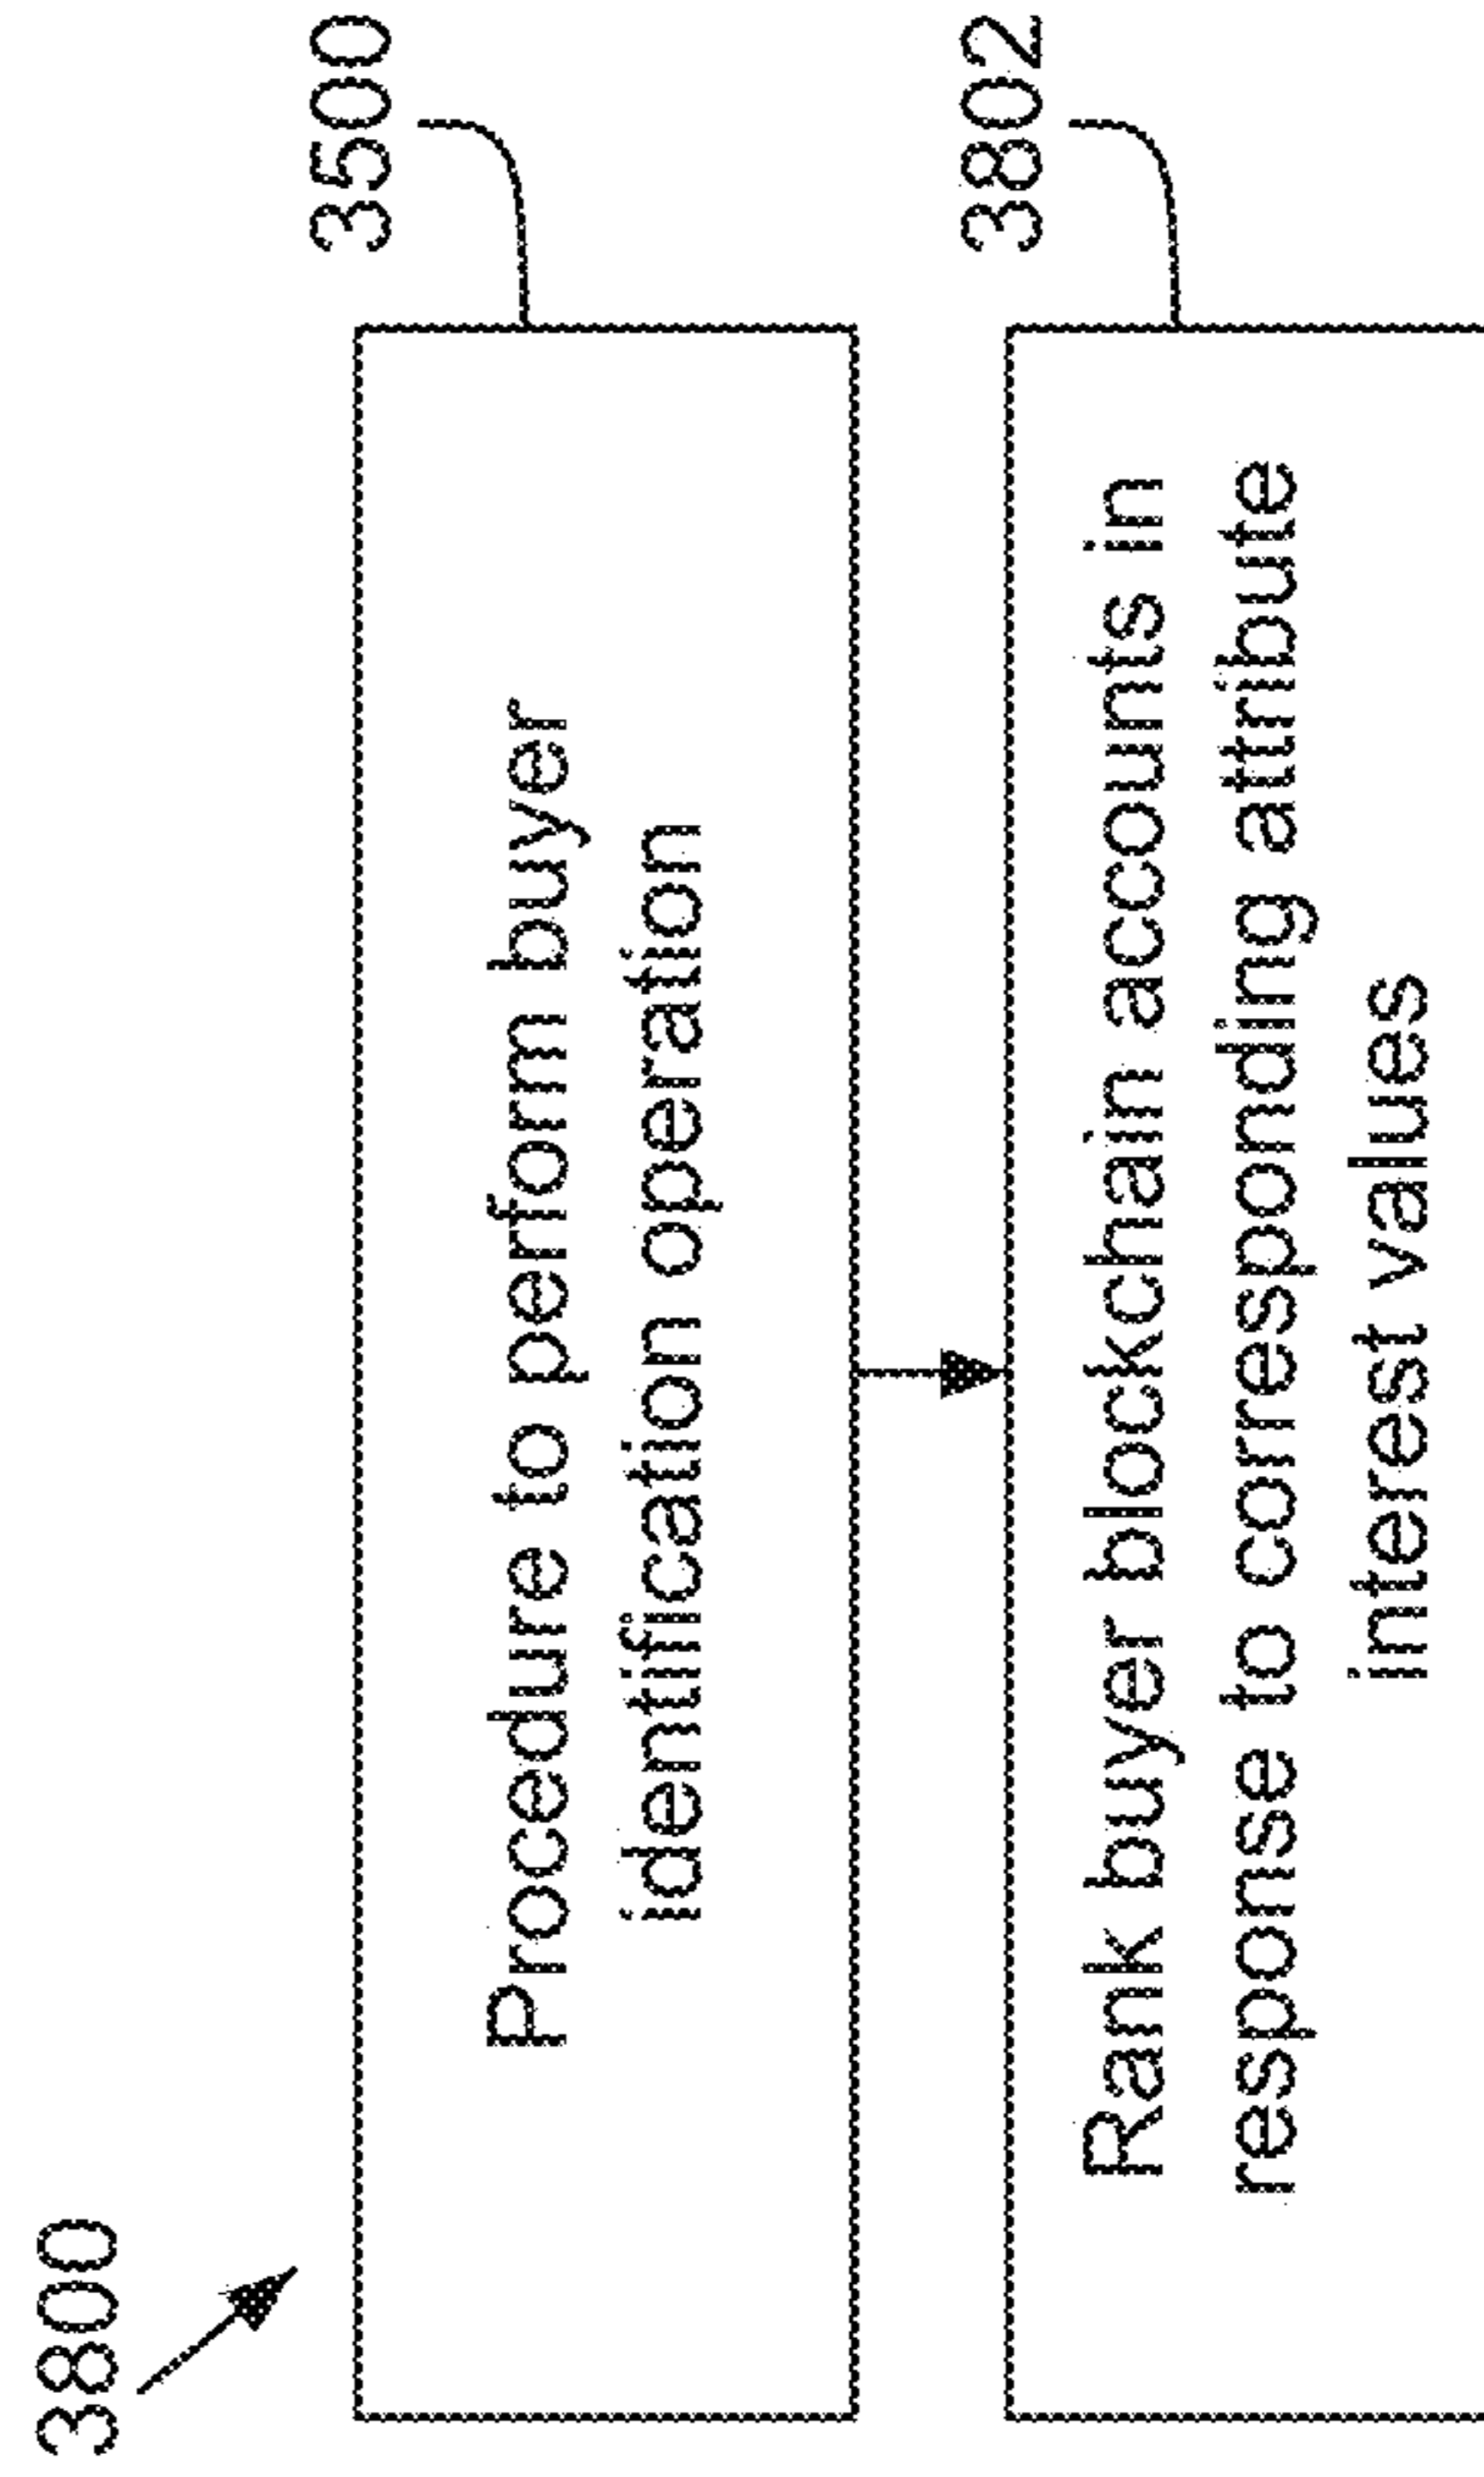 3800
3500
Procedure to perform buyer
identification operation
3802
Rank buyer blockchain accounts in
response to corresponding attribute
interest values